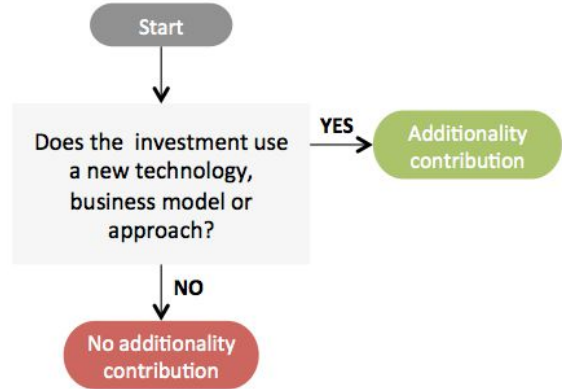 Start
Does the investment use
a new technology,
business model or
approach?
YES
Additionality
contribution
NO
No additionality
contribution